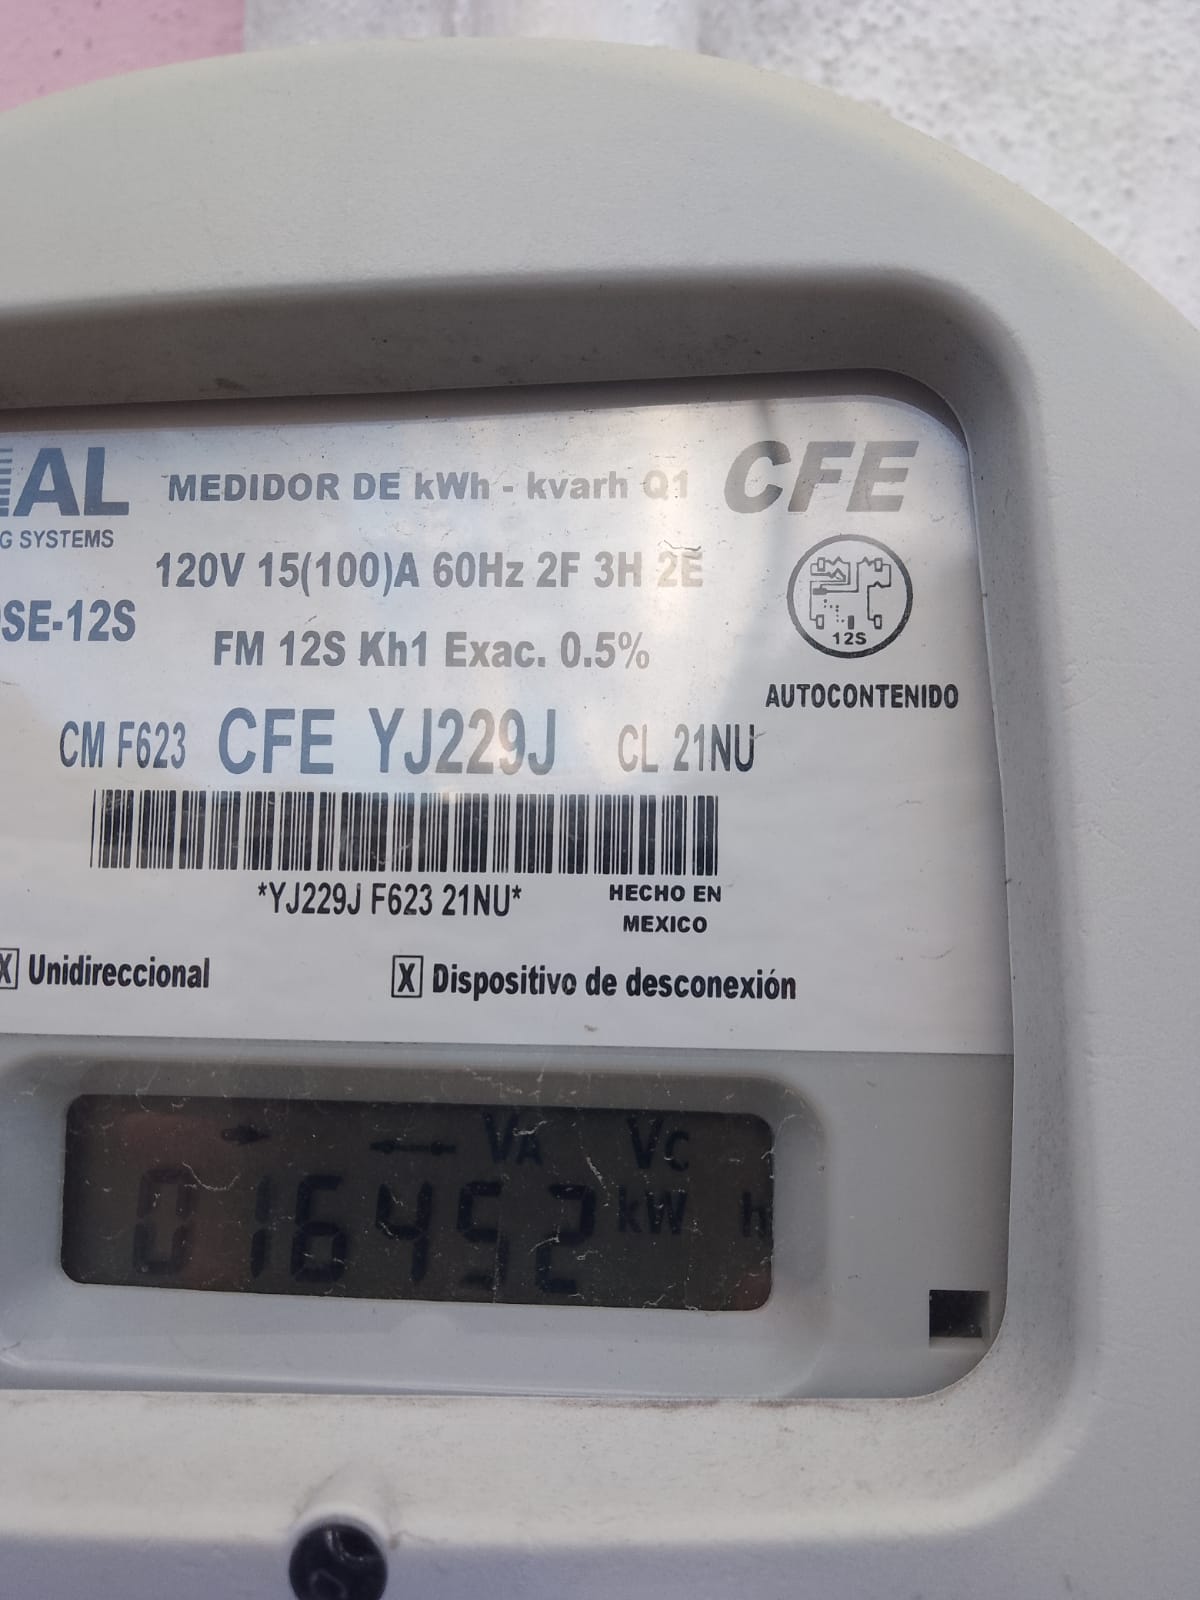 EAL
MEDIDOR DE kWh - kvarh Q1
CFE
G SYSTEMS
120V 15(100)A 60Hz 2F 3H 2E
SE-12S
FM 12S Kh1 Exac. 0.5%
12S
AUTOCONTENIDO
CM F623 CFE YJ229J CL 21NU
*YJ229J F623 21NU*
HECHO EN
MEXICO
X Unidireccional
X Dispositivo de desconexión
VA VC
016452 kW h